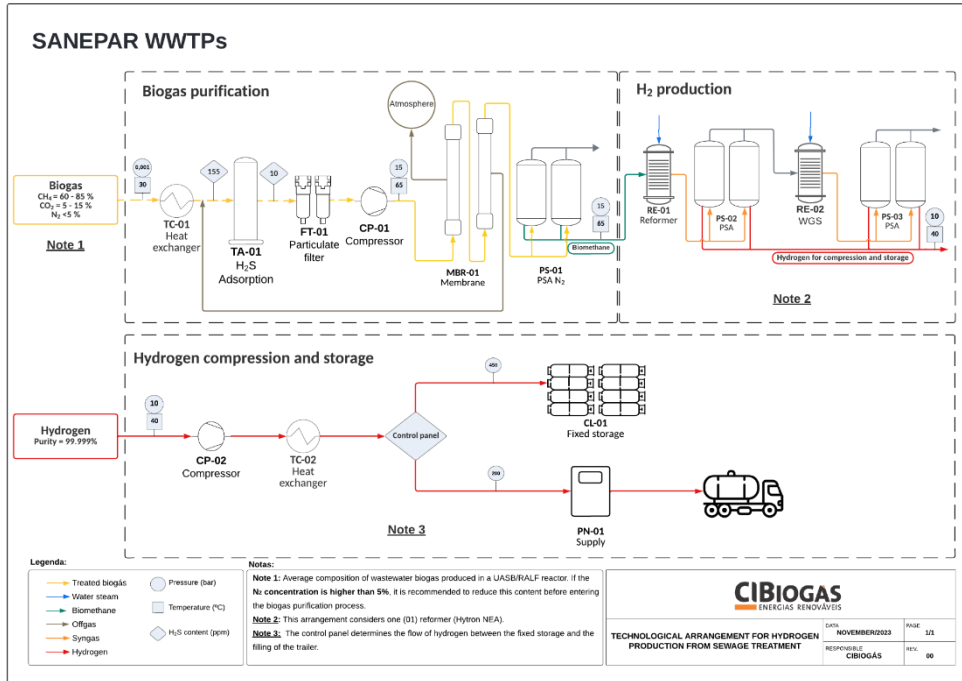 SANEPAR WWTPs
Biogas purification
H₂ production
Atmosphere
Biogas
CH₄ = 60 - 85 %
CO₂ = 5 - 15 %
N₂ <5 %
Note 1
0,001
30
155
10
15
65
15
65
TC-01
Heat
exchanger
TA-01
H₂S
Adsorption
FT-01
Particulate
filter
CP-01
Compressor
MBR-01
Membrane
PS-01
PSA N₂
Biomethane
RE-01
Reformer
PS-02
PSA
RE-02
WGS
PS-03
PSA
10
40
Hydrogen for compression and storage
Note 2
Hydrogen compression and storage
Hydrogen
Purity = 99.999%
10
40
CP-02
Compressor
TC-02
Heat
exchanger
Control panel
450
CL-01
Fixed storage
200
PN-01
Supply
Note 3
Legenda:
Treated biogás
Water steam
Biomethane
Offgas
Syngas
Hydrogen
Pressure (bar)
Temperature (ºC)
H₂S content (ppm)
Notas:
Note 1: Average composition of wastewater biogas produced in a UASB/RALF reactor. If the
N₂ concentration is higher than 5%, it is recommended to reduce this content before entering
the biogas purification process.
Note 2: This arrangement considers one (01) reformer (Hytron NEA).
Note 3: The control panel determines the flow of hydrogen between the fixed storage and the
filling of the trailer.
CIBIOGÁS
ENERGIAS RENOVÁVEIS
TECHNOLOGICAL ARRANGEMENT FOR HYDROGEN
PRODUCTION FROM SEWAGE TREATMENT
DATA
NOVEMBER/2023
PAGE
1/1
RESPONSIBLE
CIBIOGÁS
REV.
00